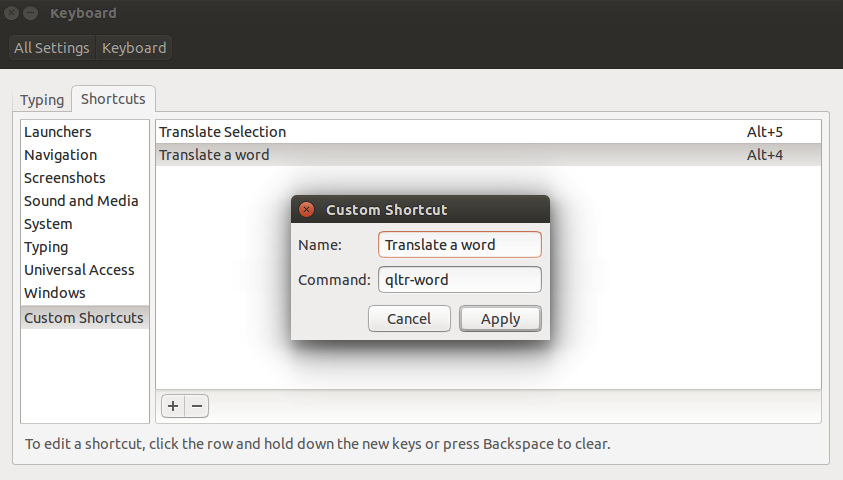 Keyboard
All Settings Keyboard
Typing Shortcuts
Launchers
Navigation
Screenshots
Sound and Media
System
Typing
Universal Access
Windows
Custom Shortcuts
Translate Selection Alt+5
Translate a word Alt+4
Custom Shortcut
Name: Translate a word
Command: qltr-word
Cancel Apply
+ −
To edit a shortcut, click the row and hold down the new keys or press Backspace to clear.